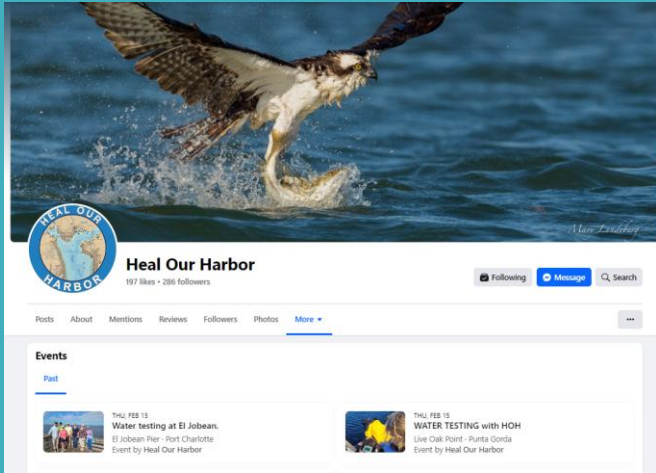 Mary Lundeberg
HEAL OUR
HARBOR
Heal Our Harbor
197 likes • 286 followers
Following
Message
Search
Posts About Mentions Reviews Followers Photos More
...
Events
Past
THU, FEB 15
Water testing at El Jobean.
El Jobean Pier · Port Charlotte
Event by Heal Our Harbor
THU, FEB 15
WATER TESTING with HOH
Live Oak Point · Punta Gorda
Event by Heal Our Harbor